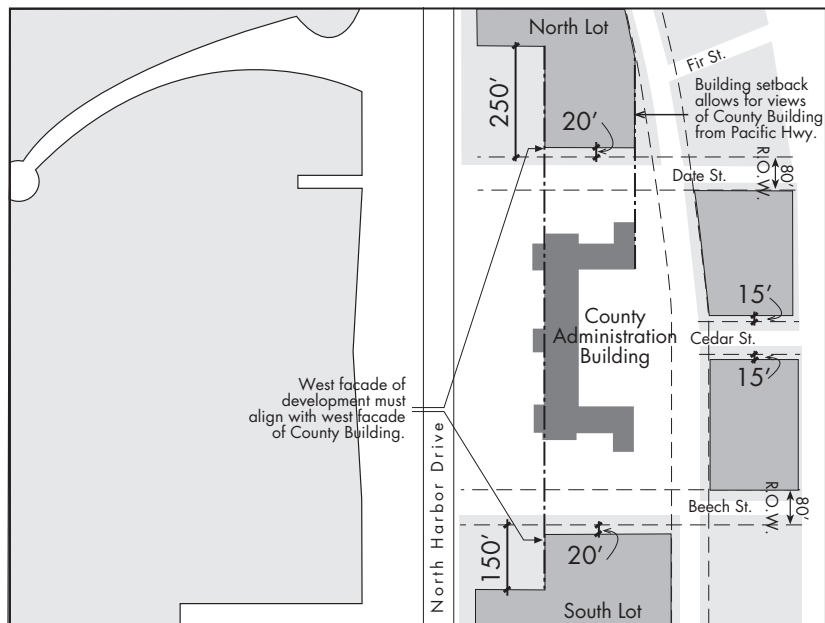 North Lot
Fir St.
250'
20'
Building setback
allows for views
of County Building
from Pacific Hwy.
Date St.
R.O.W.
80'
15'
County
Administration
Building
Cedar St.
15'
West facade of
development must
align with west facade
of County Building.
North Harbor Drive
Beech St.
R.O.W.
80'
150'
20'
South Lot